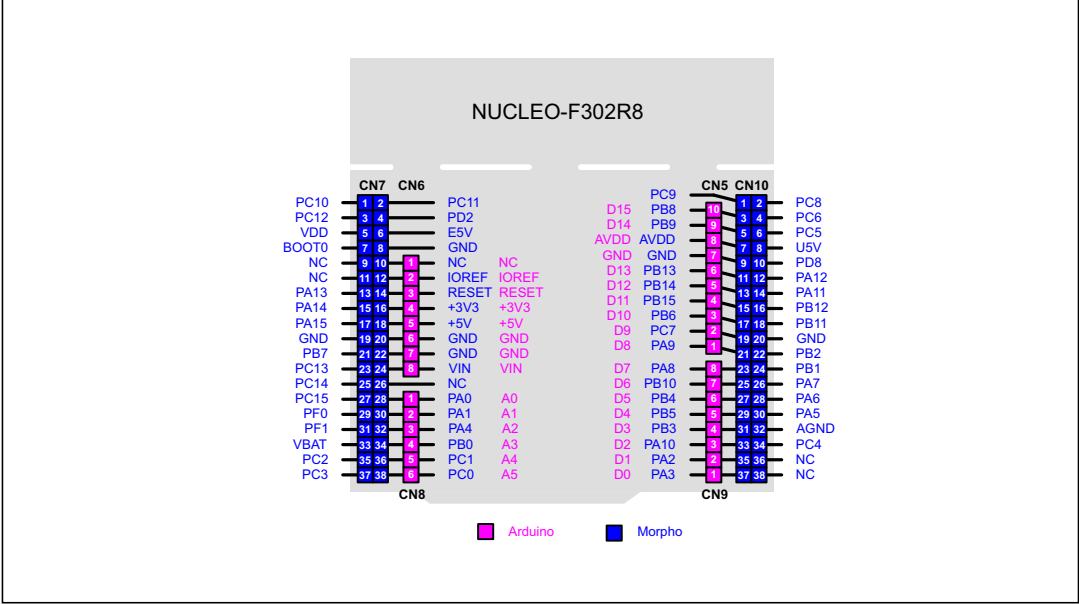 NUCLEO-F302R8
CN7 CN6 CN5 CN10
PC9
PC10 1 2 PC11 D15 PB8 10 1 2 PC8
PC12 3 4 PD2 D14 PB9 9 3 4 PC6
VDD 5 6 E5V AVDD AVDD 8 5 6 PC5
BOOT0 7 8 GND GND GND 7 7 8 U5V
NC 9 10 1 NC NC D13 PB13 6 9 10 PD8
NC 11 12 2 IOREF IOREF D12 PB14 5 11 12 PA12
PA13 13 14 3 RESET RESET D11 PB15 4 13 14 PA11
PA14 15 16 4 +3V3 +3V3 D10 PB6 3 15 16 PB12
PA15 17 18 5 +5V +5V D9 PC7 2 17 18 PB11
GND 19 20 6 GND GND D8 PA9 1 19 20 GND
PB7 21 22 7 GND GND 21 22 PB2
PC13 23 24 8 VIN VIN D7 PA8 8 23 24 PB1
PC14 25 26 NC D6 PB10 7 25 26 PA7
PC15 27 28 1 PA0 A0 D5 PB4 6 27 28 PA6
PF0 29 30 2 PA1 A1 D4 PB5 5 29 30 PA5
PF1 31 32 3 PA4 A2 D3 PB3 4 31 32 AGND
VBAT 33 34 4 PB0 A3 D2 PA10 3 33 34 PC4
PC2 35 36 5 PC1 A4 D1 PA2 2 35 36 NC
PC3 37 38 6 PC0 A5 D0 PA3 1 37 38 NC
CN8 CN9
Arduino Morpho